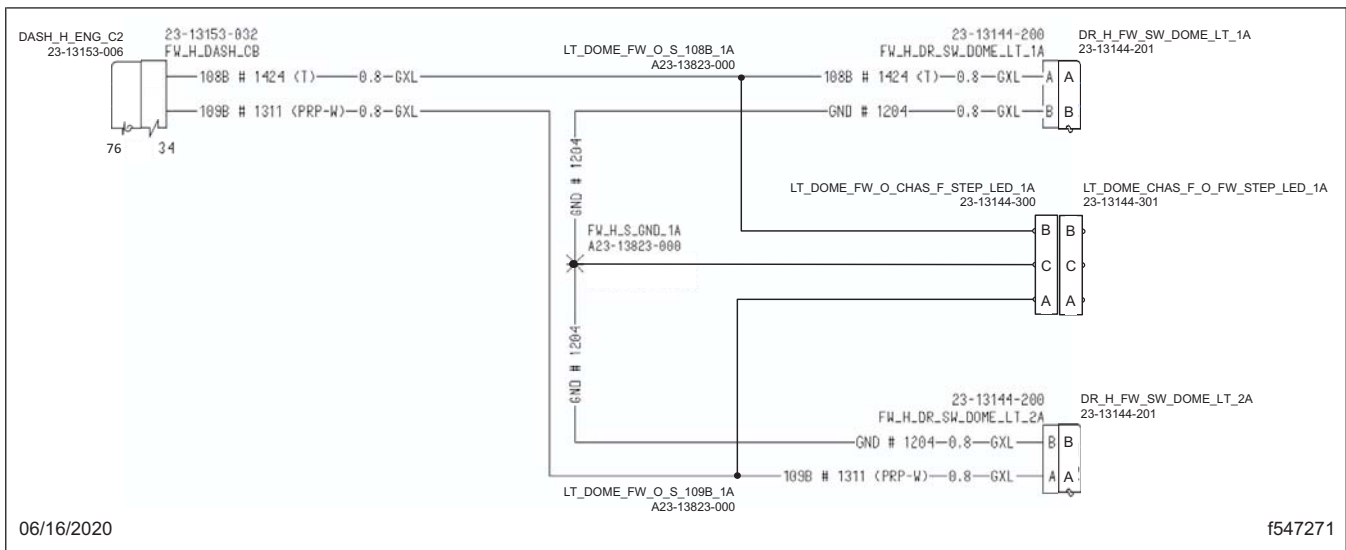 DASH_H_ENG_C2
23-13153-006
23-13153-032
FW_H_DASH_CB
108B # 1424 (T)—0.8—GXL
109B # 1311 (PRP-W)—0.8—GXL
76
34
LT_DOME_FW_O_S_108B_1A
A23-13823-000
23-13144-200
FW_H_DR_SW_DOME_LT_1A
DR_H_FW_SW_DOME_LT_1A
23-13144-201
108B # 1424 (T)—0.8—GXL
A
A
GND # 1204—0.8—GXL
B
B
GND # 1204
FW_H_S_GND_1A
A23-13823-000
LT_DOME_FW_O_CHAS_F_STEP_LED_1A
23-13144-300
LT_DOME_CHAS_F_O_FW_STEP_LED_1A
23-13144-301
B
B
C
C
A
A
GND # 1204
23-13144-200
FW_H_DR_SW_DOME_LT_2A
DR_H_FW_SW_DOME_LT_2A
23-13144-201
GND # 1204—0.8—GXL
B
B
109B # 1311 (PRP-W)—0.8—GXL
A
A
LT_DOME_FW_O_S_109B_1A
A23-13823-000
06/16/2020
f547271